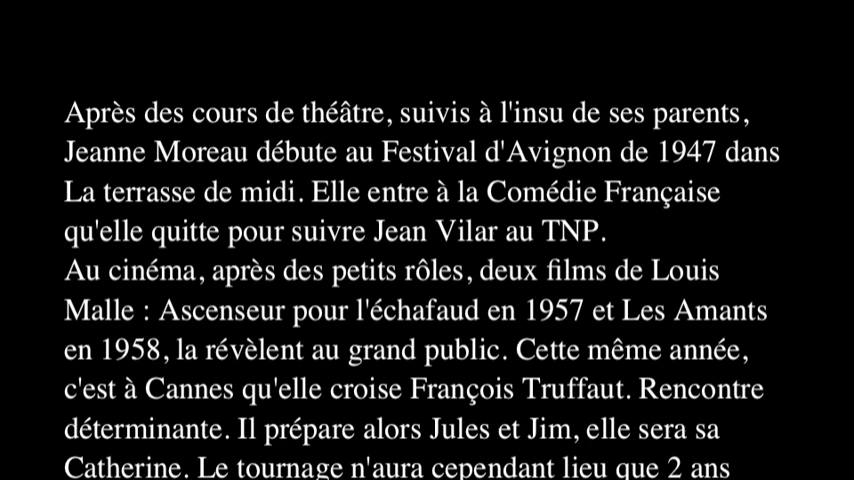 Après des cours de théâtre, suivis à l'insu de ses parents,
Jeanne Moreau débute au Festival d'Avignon de 1947 dans
La terrasse de midi. Elle entre à la Comédie Française
qu'elle quitte pour suivre Jean Vilar au TNP.
Au cinéma, après des petits rôles, deux films de Louis
Malle : Ascenseur pour l'échafaud en 1957 et Les Amants
en 1958, la révèlent au grand public. Cette même année,
c'est à Cannes qu'elle croise François Truffaut. Rencontre
déterminante. Il prépare alors Jules et Jim, elle sera sa
Catherine. Le tournage n'aura cependant lieu que 2 ans